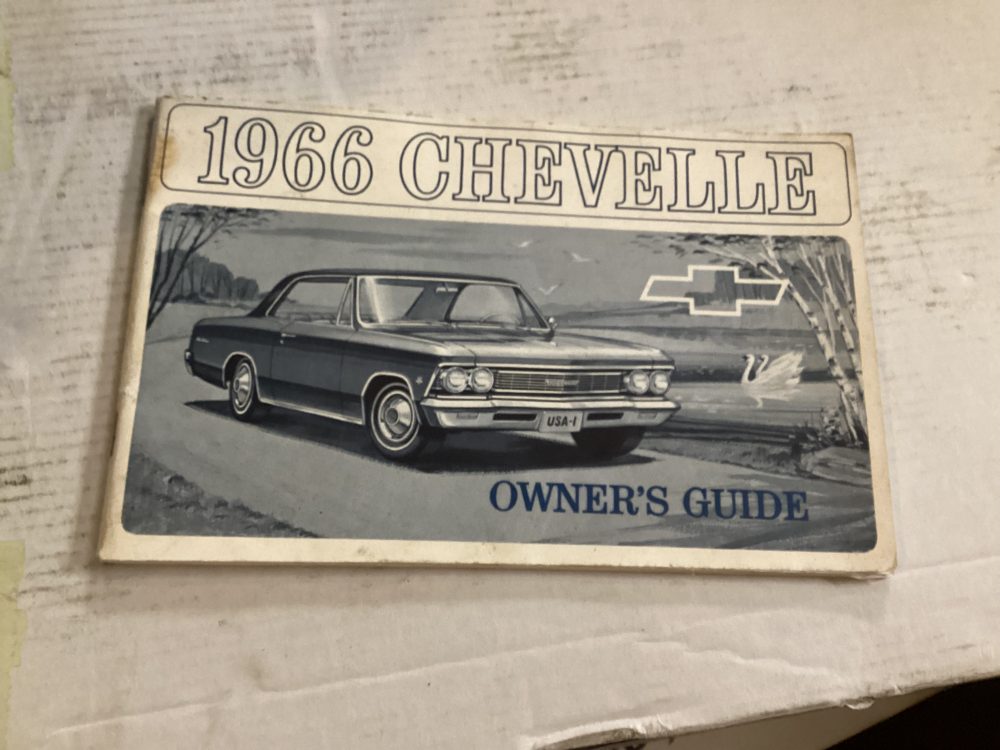 1966 CHEVELLE
USA-1
OWNER'S GUIDE